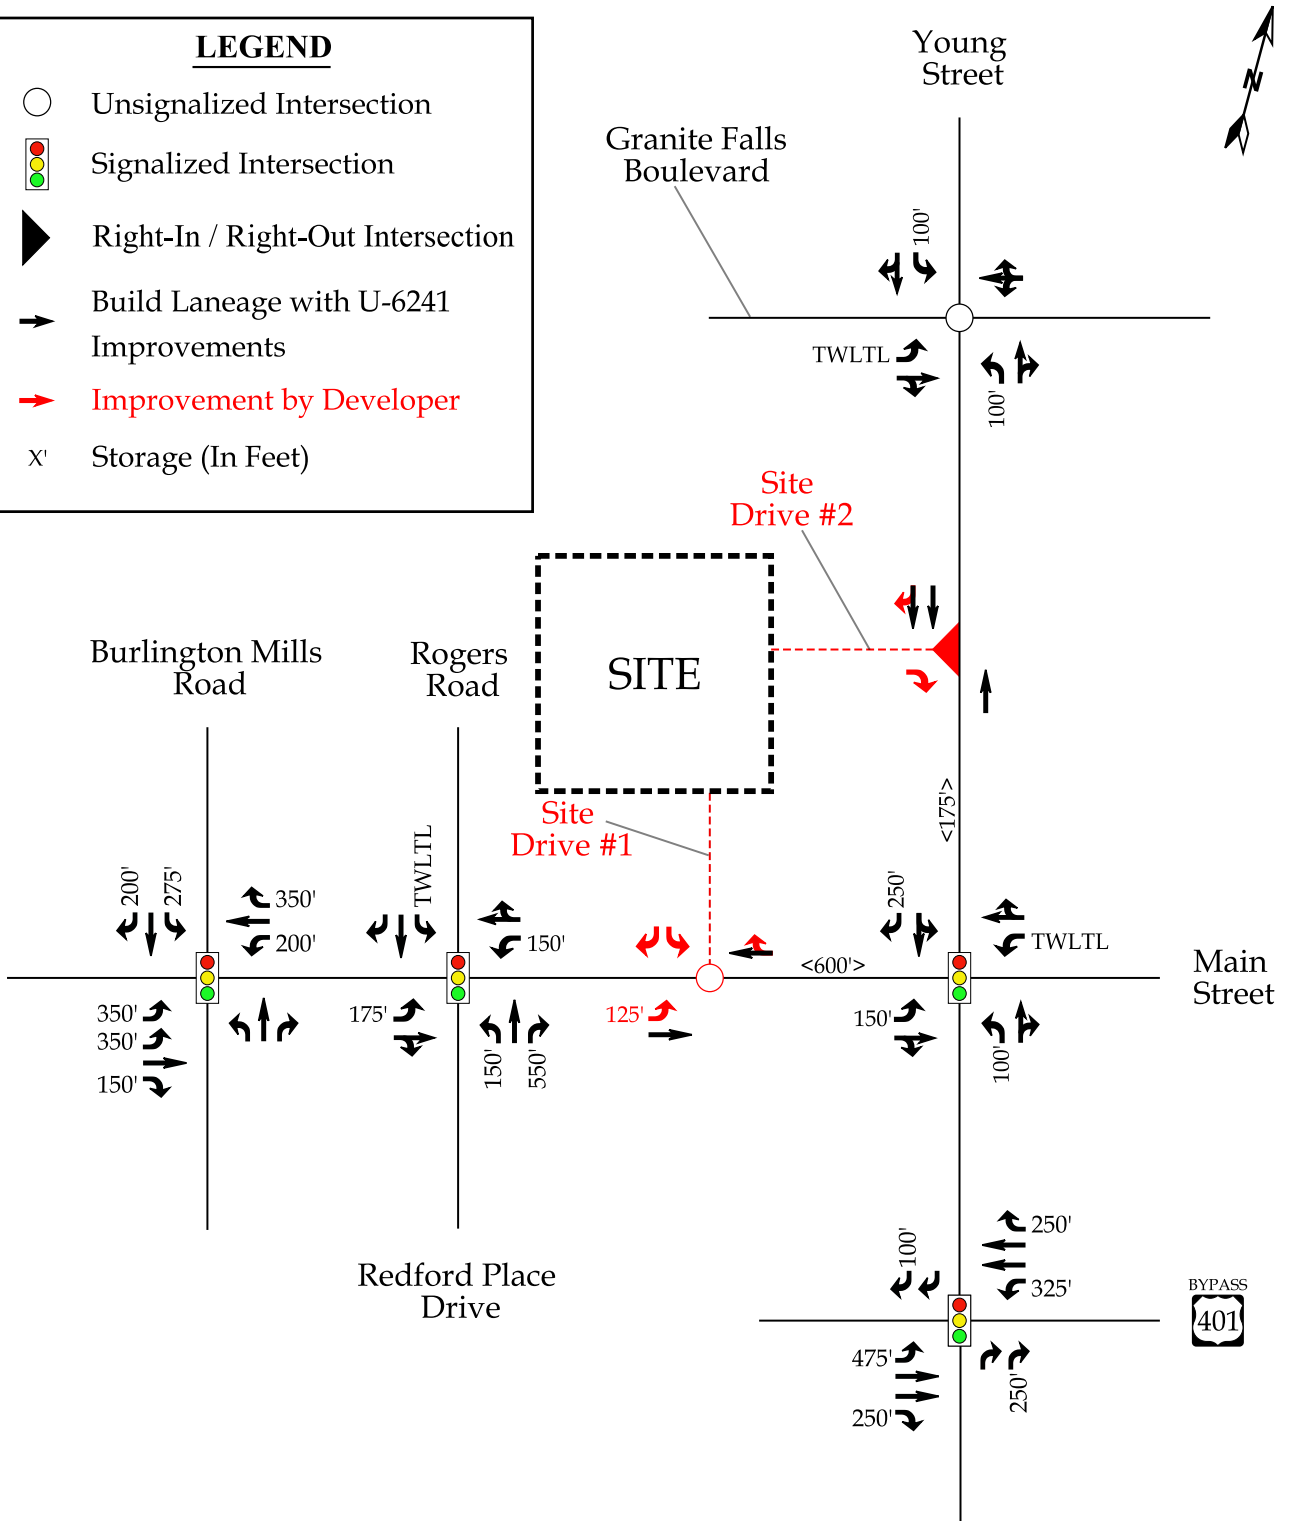 LEGEND
Unsignalized Intersection
Signalized Intersection
Right-In / Right-Out Intersection
Build Laneage with U-6241
Improvements
Improvement by Developer
X' Storage (In Feet)
N
Young
Street
Granite Falls
Boulevard
100'
TWLTL
100'
Site
Drive #2
SITE
Burlington Mills
Road
Rogers
Road
<175'>
Site
Drive #1
200'
275'
350'
200'
TWLTL
150'
250'
TWLTL
<600'>
Main
Street
350'
350'
150'
175'
150'
550'
125'
150'
100'
Redford Place
Drive
100'
250'
325'
BYPASS
401
475'
250'
250'